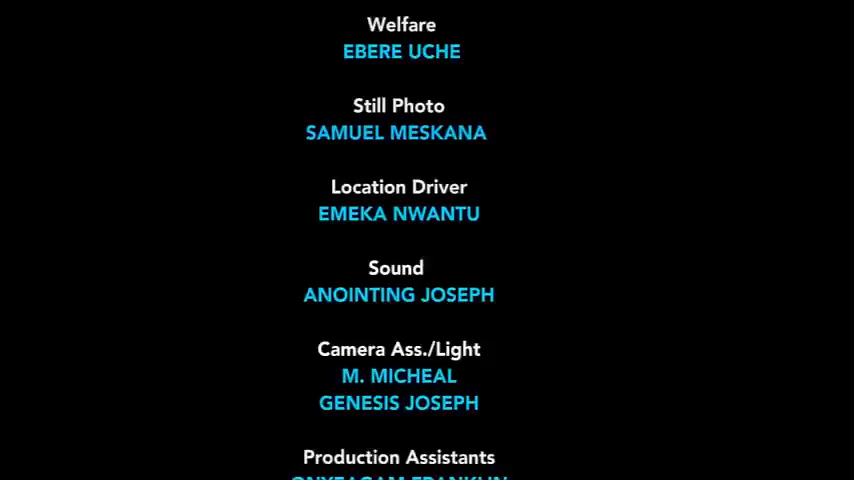 Welfare
EBERE UCHE
Still Photo
SAMUEL MESKANA
Location Driver
EMEKA NWANTU
Sound
ANOINTING JOSEPH
Camera Ass./Light
M. MICHEAL
GENESIS JOSEPH
Production Assistants